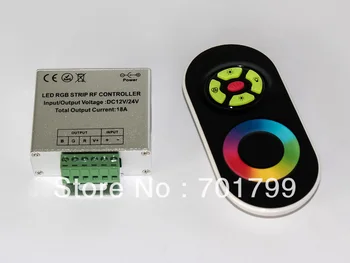 Power
LED RGB STRIP RF CONTROLLER
Input/Output Voltage :DC12V/24V
Total Output Current: 18A
OUTPUT INPUT
B G R V+ + -
Store No: 701799